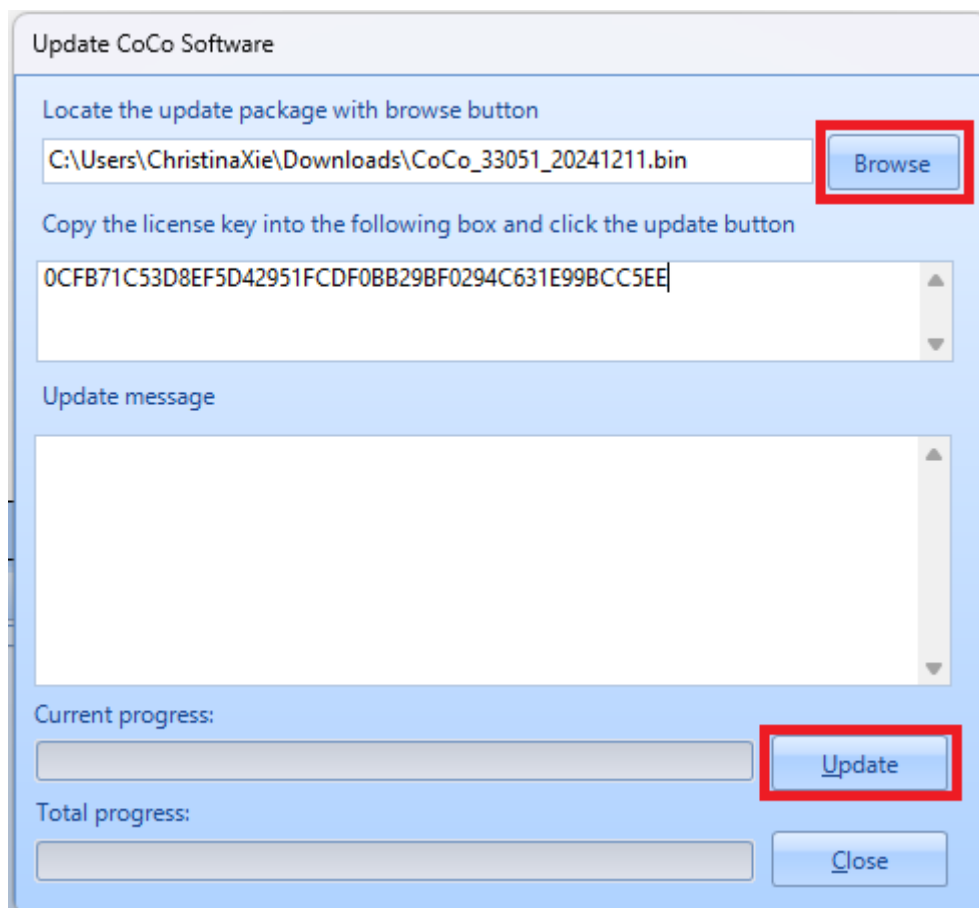 Update CoCo Software
Locate the update package with browse button
C:\Users\ChristinaXie\Downloads\CoCo_33051_20241211.bin
Browse
Copy the license key into the following box and click the update button
0CFB71C53D8EF5D42951FCDF0BB29BF0294C631E99BCC5EE
Update message
Current progress:
Update
Total progress:
Close